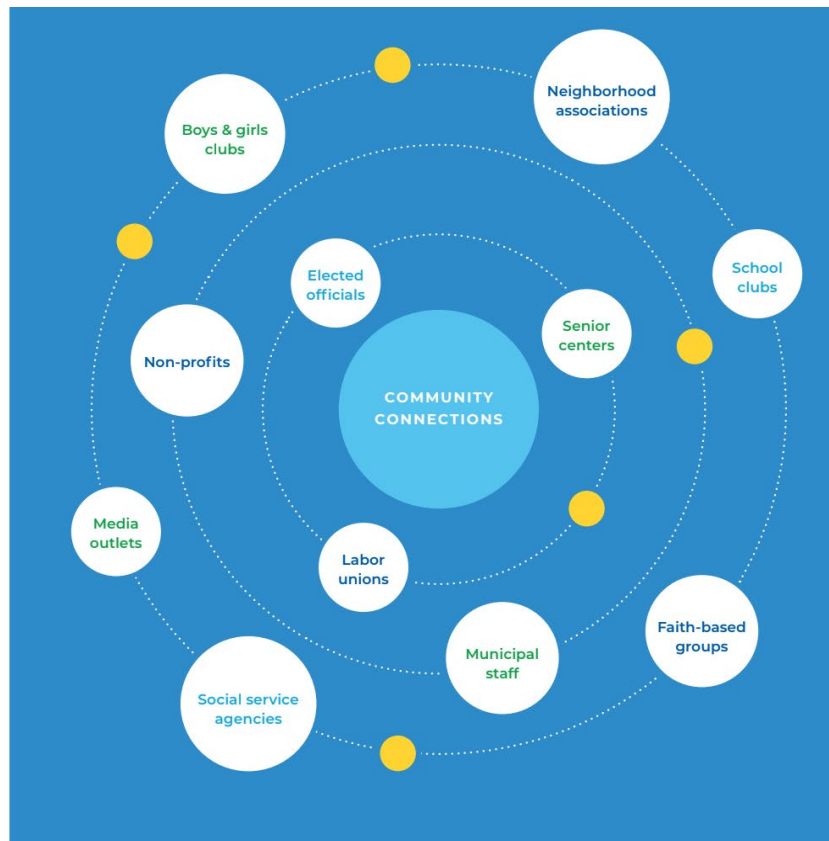 Neighborhood
associations
Boys & girls
clubs
School
clubs
Elected
officials
Senior
centers
Non-profits
COMMUNITY
CONNECTIONS
Media
outlets
Labor
unions
Faith-based
groups
Municipal
staff
Social service
agencies